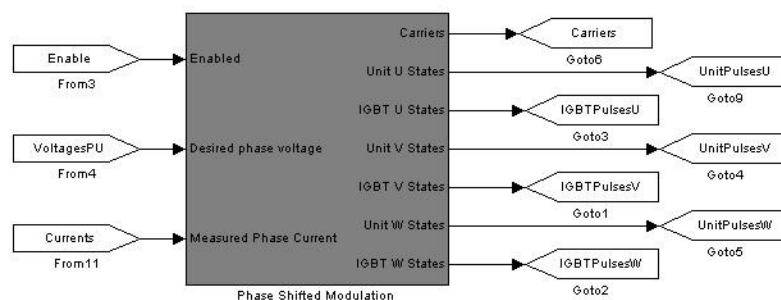 Enable
From3
VoltagesPU
From4
Currents
From11
Enabled
Desired phase voltage
Measured Phase Current
Carriers
Unit U States
IGBT U States
Unit V States
IGBT V States
Unit W States
IGBT W States
Phase Shifted Modulation
Carriers
Goto6
UnitPulsesU
Goto9
IGBTPulsesU
Goto3
UnitPulsesV
Goto4
IGBTPulsesV
Goto1
UnitPulsesW
Goto5
IGBTPulsesW
Goto2